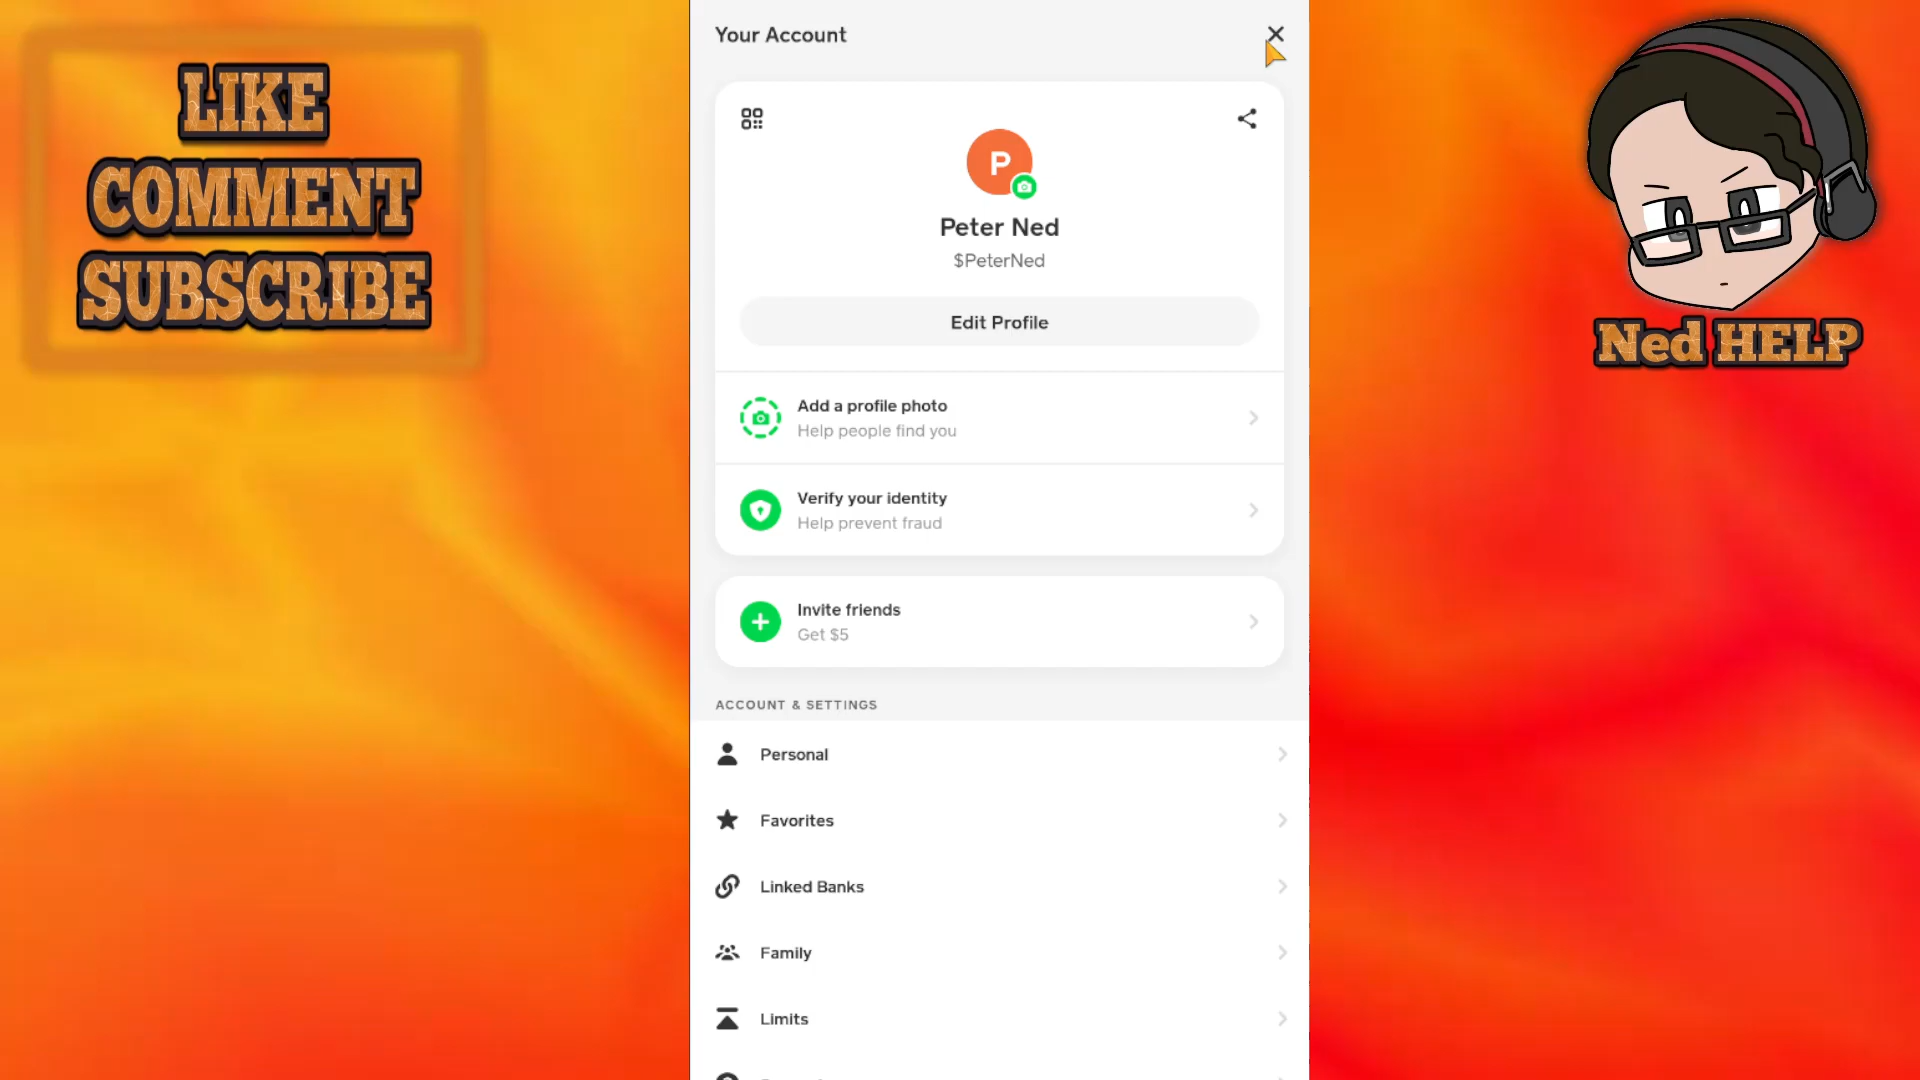 LIKE
COMMENT
SUBSCRIBE
Your Account
P
Peter Ned
$PeterNed
Edit Profile
Add a profile photo
Help people find you
Verify your identity
Help prevent fraud
Invite friends
Get $5
ACCOUNT & SETTINGS
Personal
Favorites
Linked Banks
Family
Limits
Ned HELP